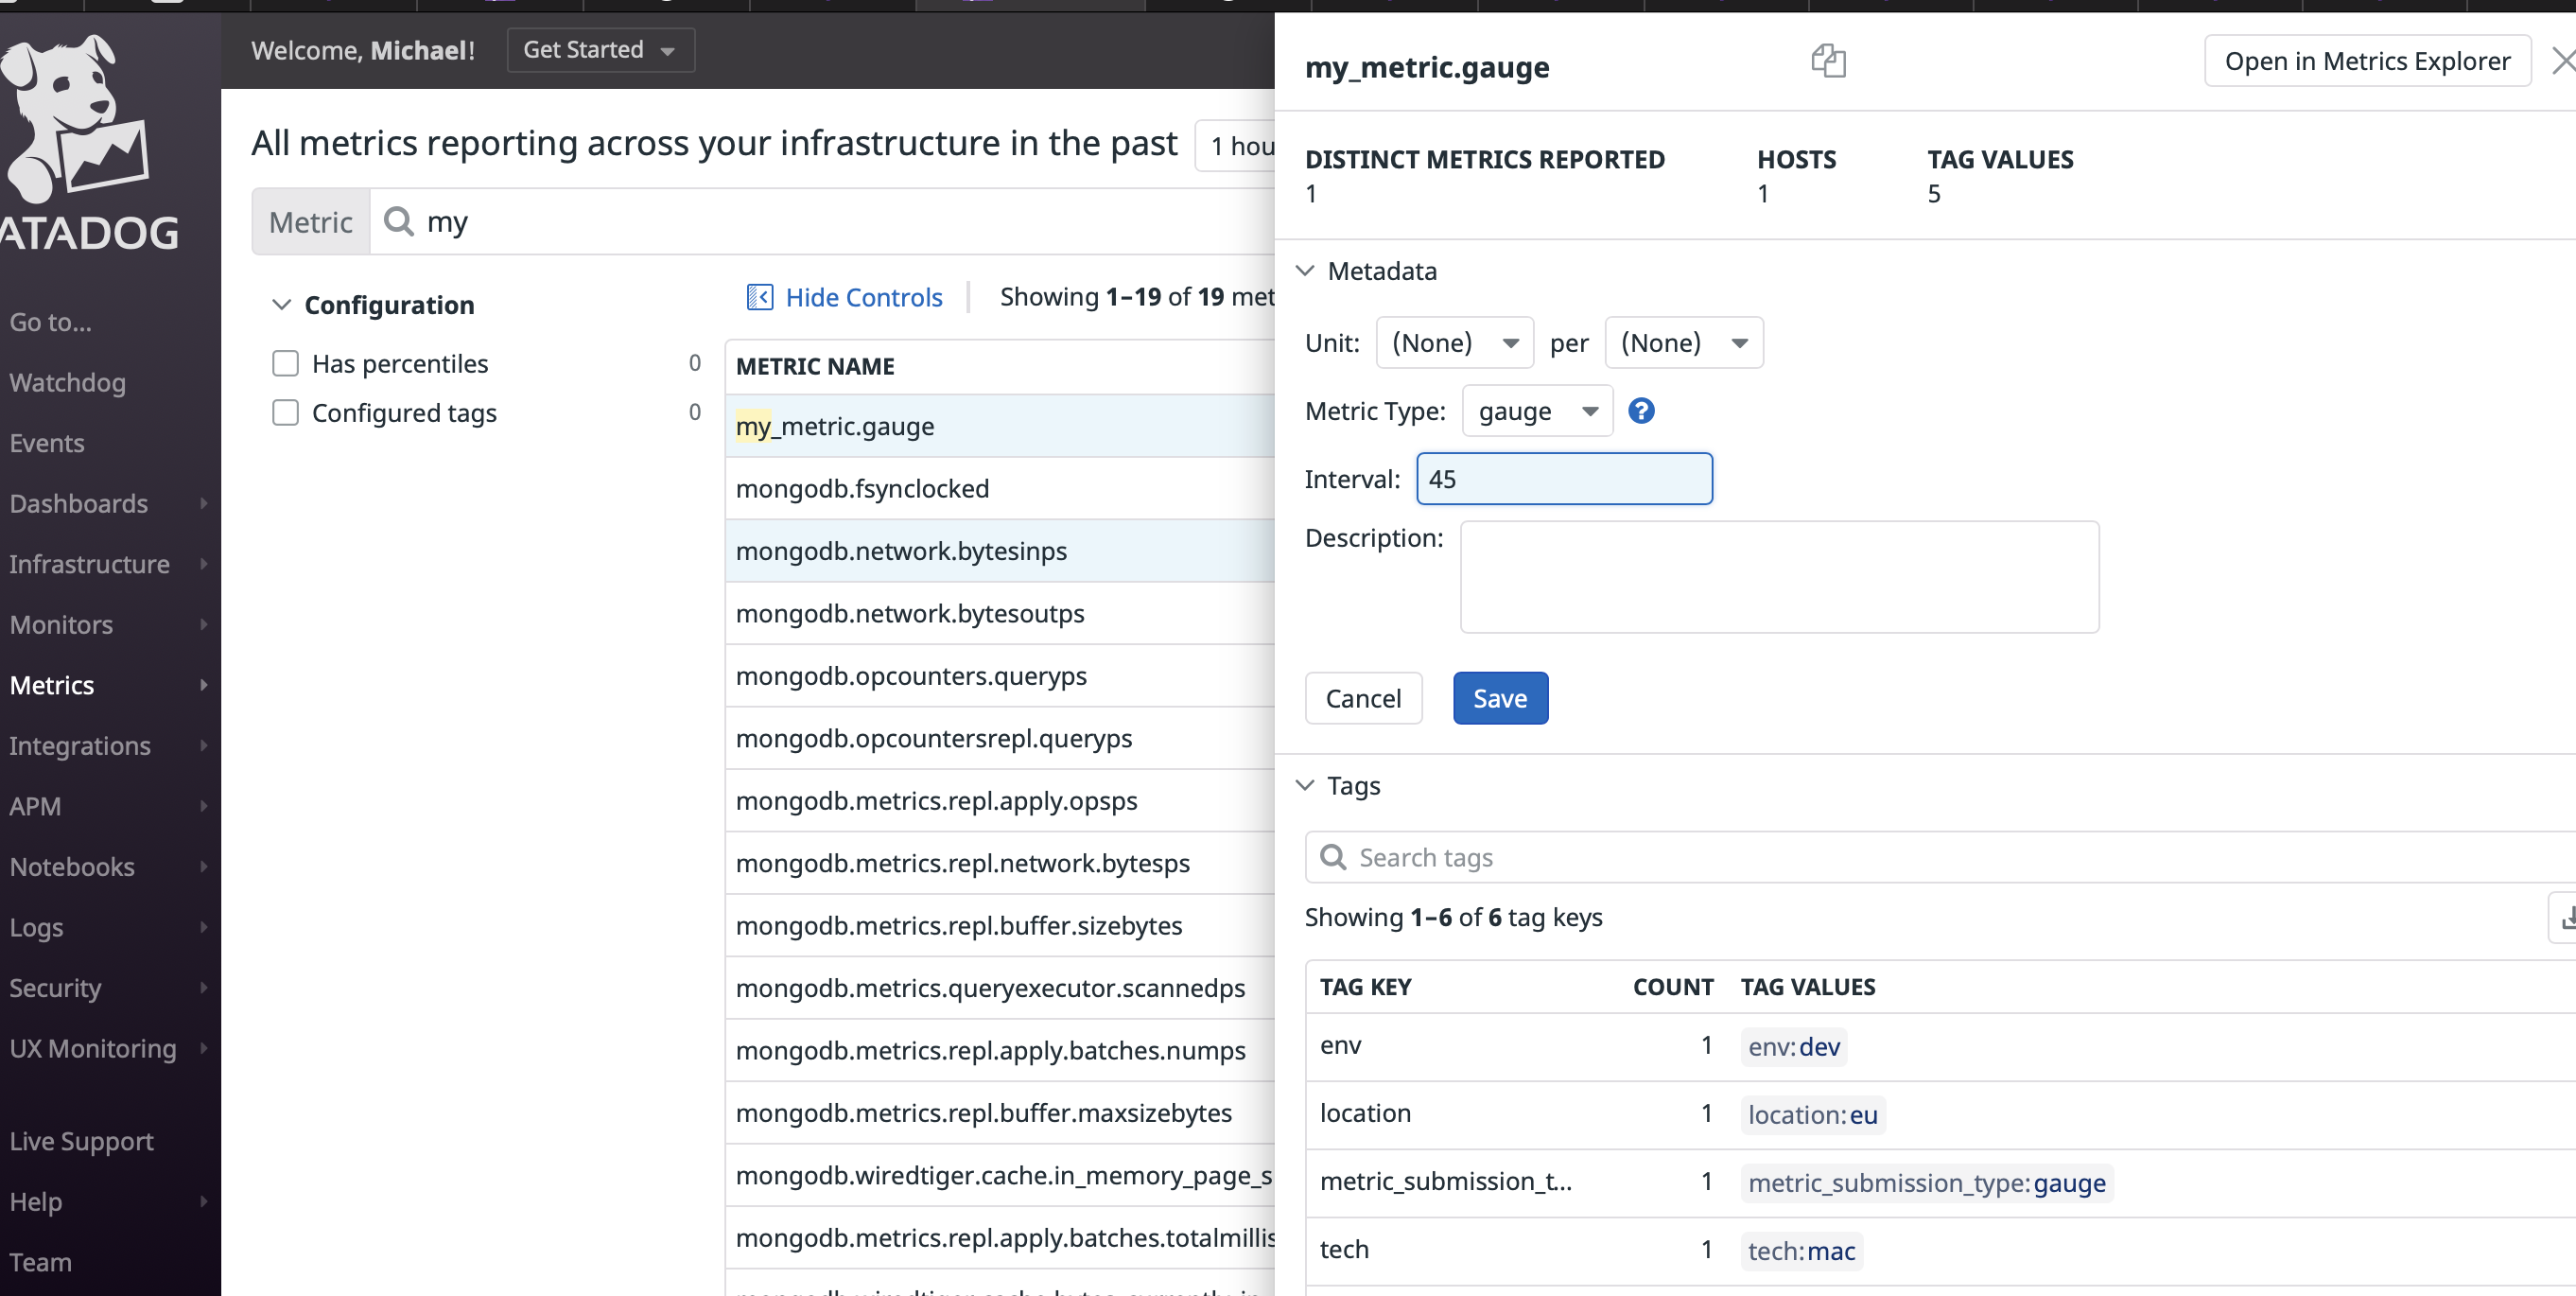 Welcome, Michael!
Get Started
ATADOG
Go to...
Watchdog
Events
Dashboards
Infrastructure
Monitors
Metrics
Integrations
APM
Notebooks
Logs
Security
UX Monitoring
Live Support
Help
Team
All metrics reporting across your infrastructure in the past 1 hou
Metric my
Configuration
Has percentiles 0
Configured tags 0
Hide Controls Showing 1–19 of 19 met
METRIC NAME
my_metric.gauge
mongodb.fsynclocked
mongodb.network.bytesinps
mongodb.network.bytesoutps
mongodb.opcounters.queryps
mongodb.opcountersrepl.queryps
mongodb.metrics.repl.apply.opsps
mongodb.metrics.repl.network.bytesps
mongodb.metrics.repl.buffer.sizebytes
mongodb.metrics.queryexecutor.scannedps
mongodb.metrics.repl.apply.batches.numps
mongodb.metrics.repl.buffer.maxsizebytes
mongodb.wiredtiger.cache.in_memory_page_s
mongodb.metrics.repl.apply.batches.totalmillis
my_metric.gauge
Open in Metrics Explorer
DISTINCT METRICS REPORTED HOSTS TAG VALUES
1 1 5
Metadata
Unit: (None) per (None)
Metric Type: gauge ?
Interval: 45
Description:
Cancel Save
Tags
Search tags
Showing 1–6 of 6 tag keys
TAG KEY COUNT TAG VALUES
env 1 env:dev
location 1 location:eu
metric_submission_t... 1 metric_submission_type:gauge
tech 1 tech:mac